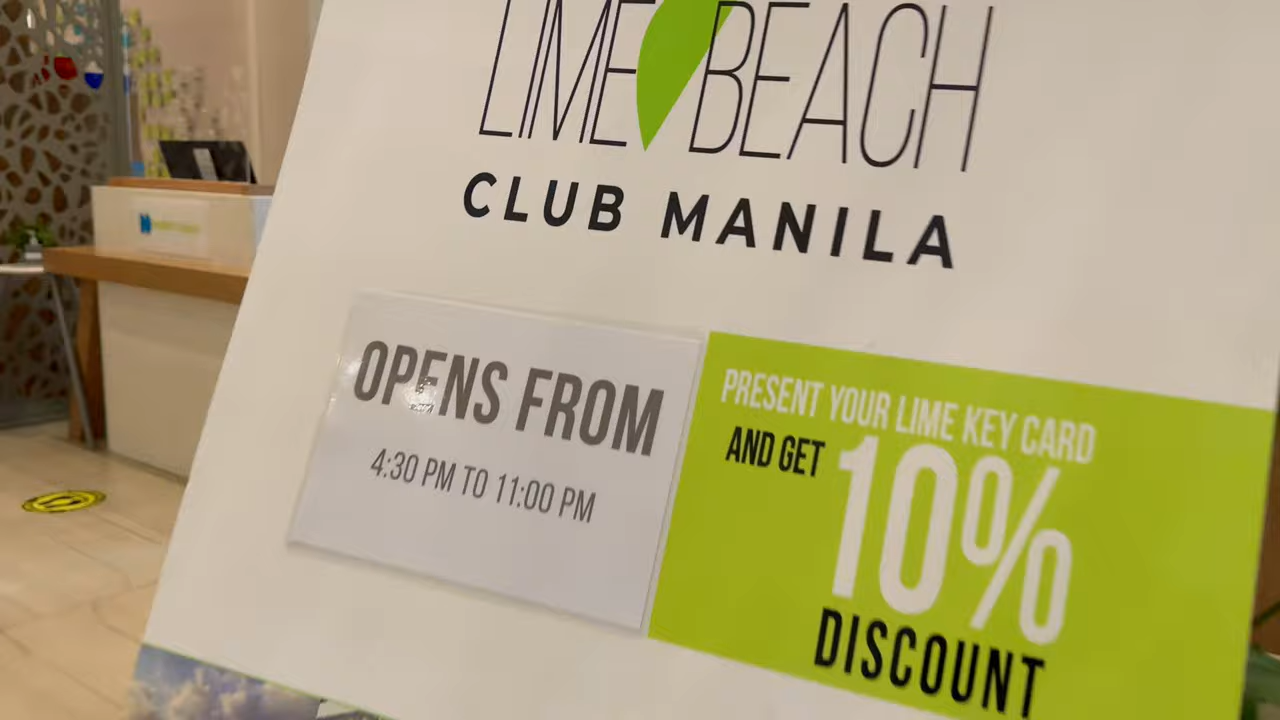 LIME BEACH
CLUB MANILA
OPENS FROM
4:30 PM TO 11:00 PM
PRESENT YOUR LIME KEY CARD
AND GET 10%
DISCOUNT